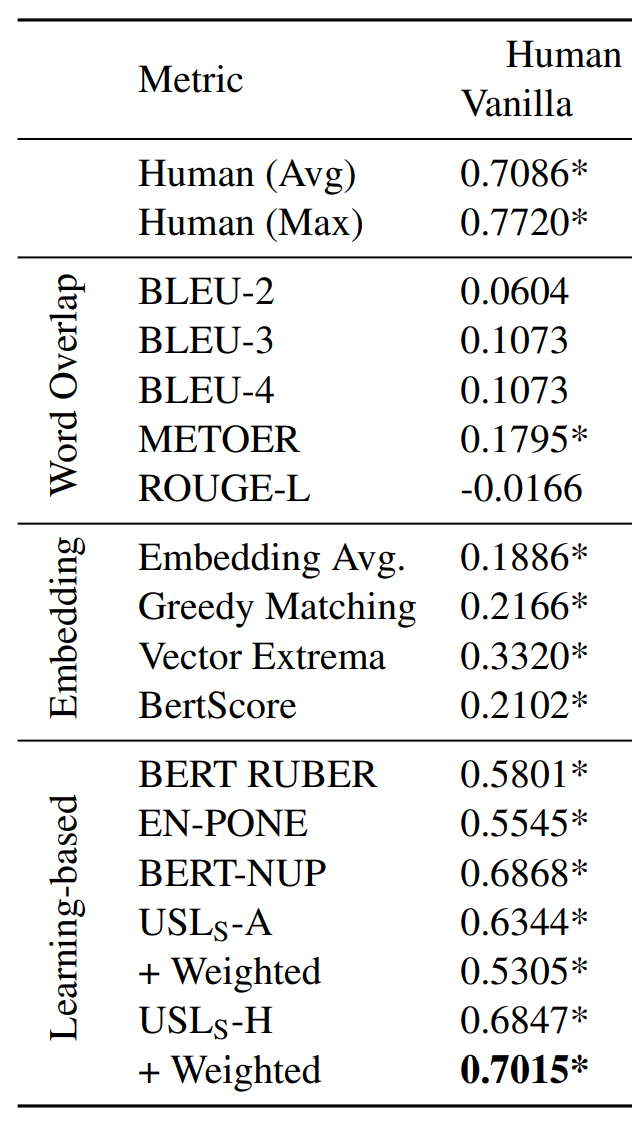 Human
Metric
Vanilla
Human (Avg) 0.7086*
Human (Max) 0.7720*
Word Overlap
BLEU-2 0.0604
BLEU-3 0.1073
BLEU-4 0.1073
METOER 0.1795*
ROUGE-L -0.0166
Embedding
Embedding Avg. 0.1886*
Greedy Matching 0.2166*
Vector Extrema 0.3320*
BertScore 0.2102*
Learning-based
BERT RUBER 0.5801*
EN-PONE 0.5545*
BERT-NUP 0.6868*
USLS-A 0.6344*
+ Weighted 0.5305*
USLS-H 0.6847*
+ Weighted 0.7015*